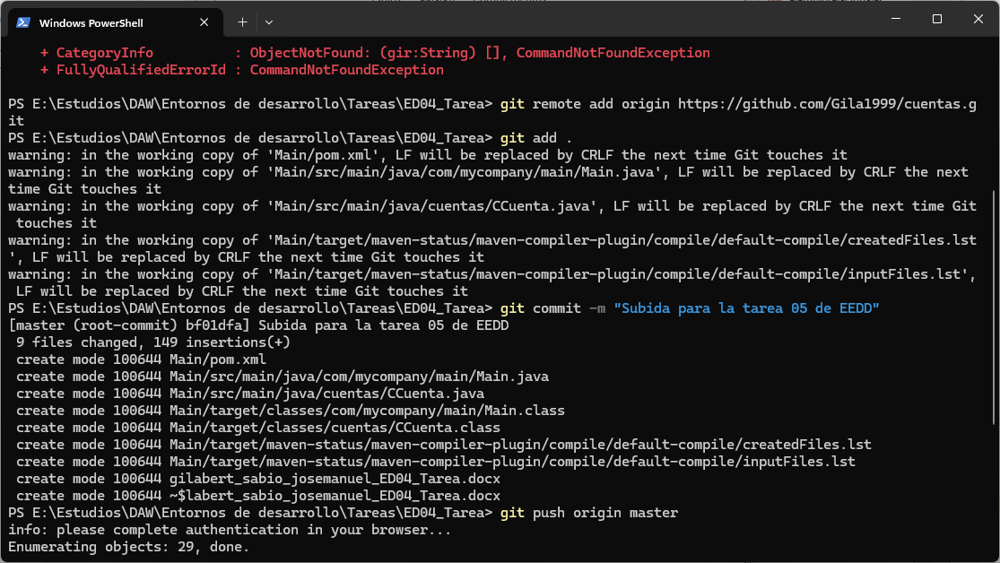 Windows PowerShell
+ CategoryInfo          : ObjectNotFound: (gir:String) [], CommandNotFoundException
+ FullyQualifiedErrorId : CommandNotFoundException
PS E:\Estudios\DAW\Entornos de desarrollo\Tareas\ED04_Tarea> git remote add origin https://github.com/Gila1999/cuentas.g
it
PS E:\Estudios\DAW\Entornos de desarrollo\Tareas\ED04_Tarea> git add .
warning: in the working copy of 'Main/pom.xml', LF will be replaced by CRLF the next time Git touches it
warning: in the working copy of 'Main/src/main/java/com/mycompany/main/Main.java', LF will be replaced by CRLF the next
time Git touches it
warning: in the working copy of 'Main/src/main/java/cuentas/CCuenta.java', LF will be replaced by CRLF the next time Git
 touches it
warning: in the working copy of 'Main/target/maven-status/maven-compiler-plugin/compile/default-compile/createdFiles.lst
', LF will be replaced by CRLF the next time Git touches it
warning: in the working copy of 'Main/target/maven-status/maven-compiler-plugin/compile/default-compile/inputFiles.lst',
 LF will be replaced by CRLF the next time Git touches it
PS E:\Estudios\DAW\Entornos de desarrollo\Tareas\ED04_Tarea> git commit -m "Subida para la tarea 05 de EEDD"
[master (root-commit) bf01dfa] Subida para la tarea 05 de EEDD
 9 files changed, 149 insertions(+)
 create mode 100644 Main/pom.xml
 create mode 100644 Main/src/main/java/com/mycompany/main/Main.java
 create mode 100644 Main/src/main/java/cuentas/CCuenta.java
 create mode 100644 Main/target/classes/com/mycompany/main/Main.class
 create mode 100644 Main/target/classes/cuentas/CCuenta.class
 create mode 100644 Main/target/maven-status/maven-compiler-plugin/compile/default-compile/createdFiles.lst
 create mode 100644 Main/target/maven-status/maven-compiler-plugin/compile/default-compile/inputFiles.lst
 create mode 100644 gilabert_sabio_josemanuel_ED04_Tarea.docx
 create mode 100644 ~$labert_sabio_josemanuel_ED04_Tarea.docx
PS E:\Estudios\DAW\Entornos de desarrollo\Tareas\ED04_Tarea> git push origin master
info: please complete authentication in your browser...
Enumerating objects: 29, done.